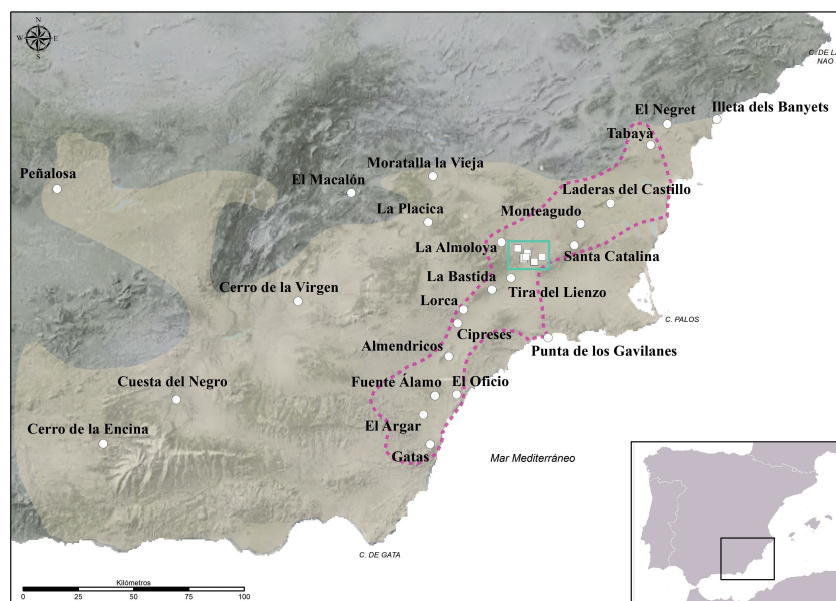 N
W
E
S
C. DE LA
NAO
El Negret
Illeta dels Banyets
Tabayà
Peñalosa
Moratalla la Vieja
El Macalón
Laderas del Castillo
La Placica
Monteagudo
La Almoloya
Santa Catalina
La Bastida
Cerro de la Virgen
Tira del Lienzo
Lorca
C. PALOS
Cipreses
Almendricos
Punta de los Gavilanes
Cuesta del Negro
Fuente Álamo
El Oficio
El Argar
Cerro de la Encina
Gatas
Mar Mediterráneo
C. DE GATA
Kilómetros
0 25 50 75 100